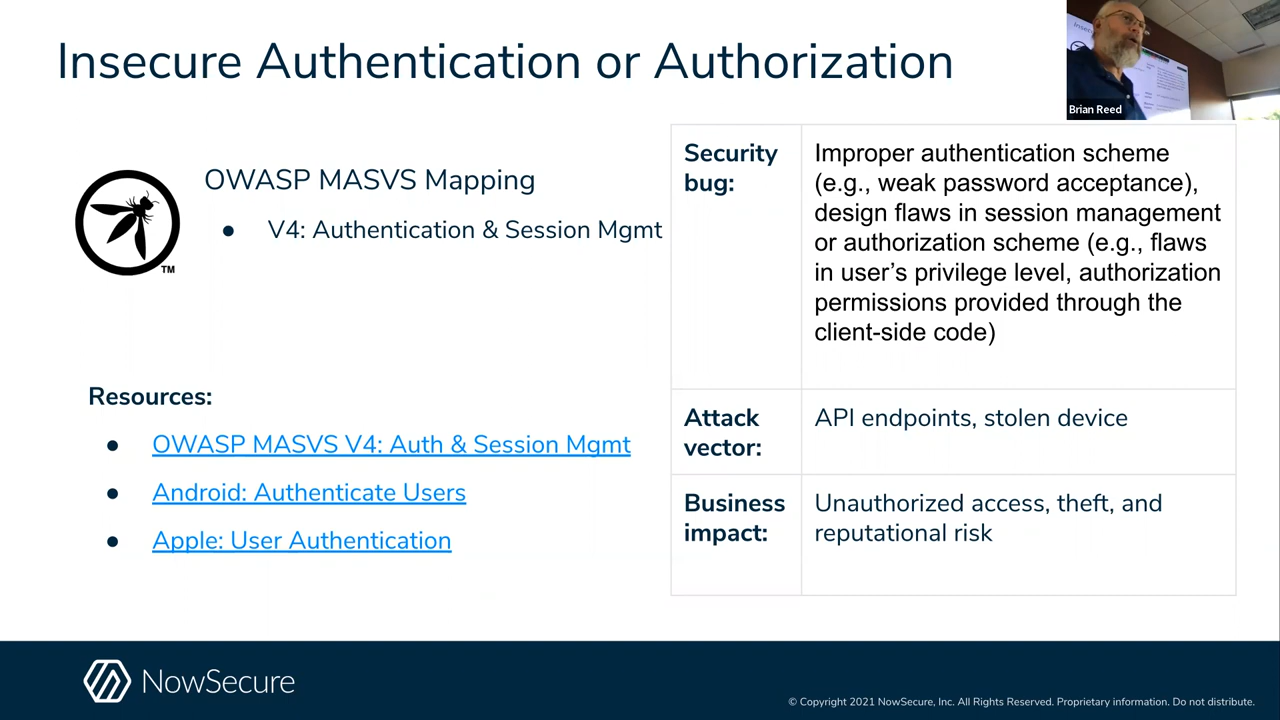 Insecure Authentication or Authorization
Brian Reed
OWASP MASVS Mapping
● V4: Authentication & Session Mgmt
TM
Resources:
● OWASP MASVS V4: Auth & Session Mgmt
● Android: Authenticate Users
● Apple: User Authentication
Security
bug:
Improper authentication scheme
(e.g., weak password acceptance),
design flaws in session management
or authorization scheme (e.g., flaws
in user’s privilege level, authorization
permissions provided through the
client-side code)
Attack
vector:
API endpoints, stolen device
Business
impact:
Unauthorized access, theft, and
reputational risk
NowSecure
© Copyright 2021 NowSecure, Inc. All Rights Reserved. Proprietary information. Do not distribute.